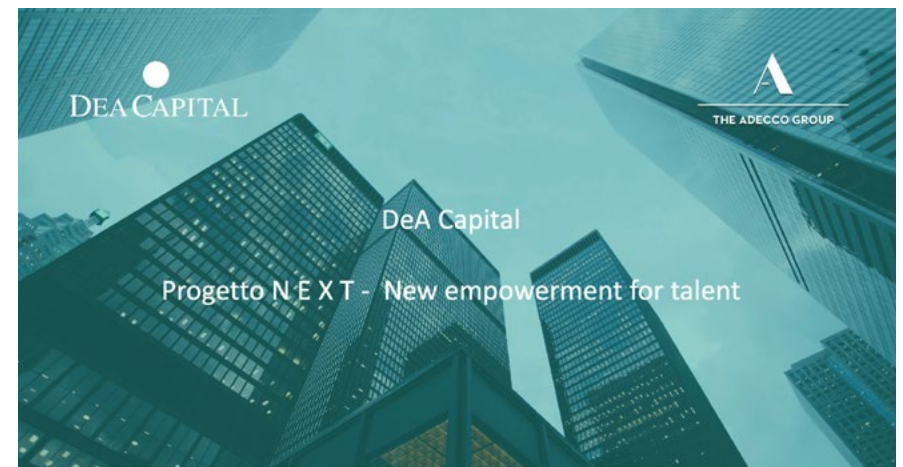 DEA CAPITAL
THE ADECCO GROUP
DeA Capital
Progetto N E X T - New empowerment for talent